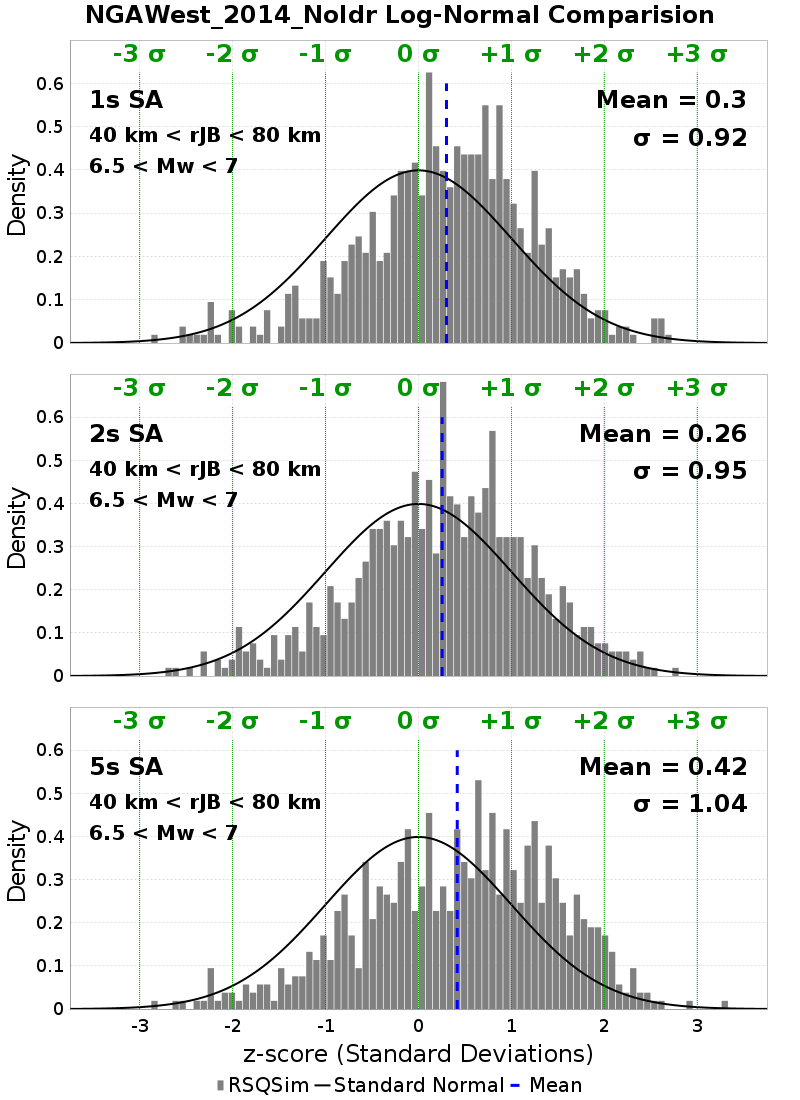 NGAWest_2014_NoIdr Log-Normal Comparision
-3 σ -2 σ -1 σ 0 σ +1 σ +2 σ +3 σ
1s SA
Mean = 0.3
40 km < rJB < 80 km
σ = 0.92
6.5 < Mw < 7
Density
0.6
0.5
0.4
0.3
0.2
0.1
0
-3 σ -2 σ -1 σ 0 σ +1 σ +2 σ +3 σ
2s SA
Mean = 0.26
40 km < rJB < 80 km
σ = 0.95
6.5 < Mw < 7
Density
0.6
0.5
0.4
0.3
0.2
0.1
0
-3 σ -2 σ -1 σ 0 σ +1 σ +2 σ +3 σ
5s SA
Mean = 0.42
40 km < rJB < 80 km
σ = 1.04
6.5 < Mw < 7
Density
0.6
0.5
0.4
0.3
0.2
0.1
0
-3 -2 -1 0 1 2 3
z-score (Standard Deviations)
RSQSim Standard Normal Mean